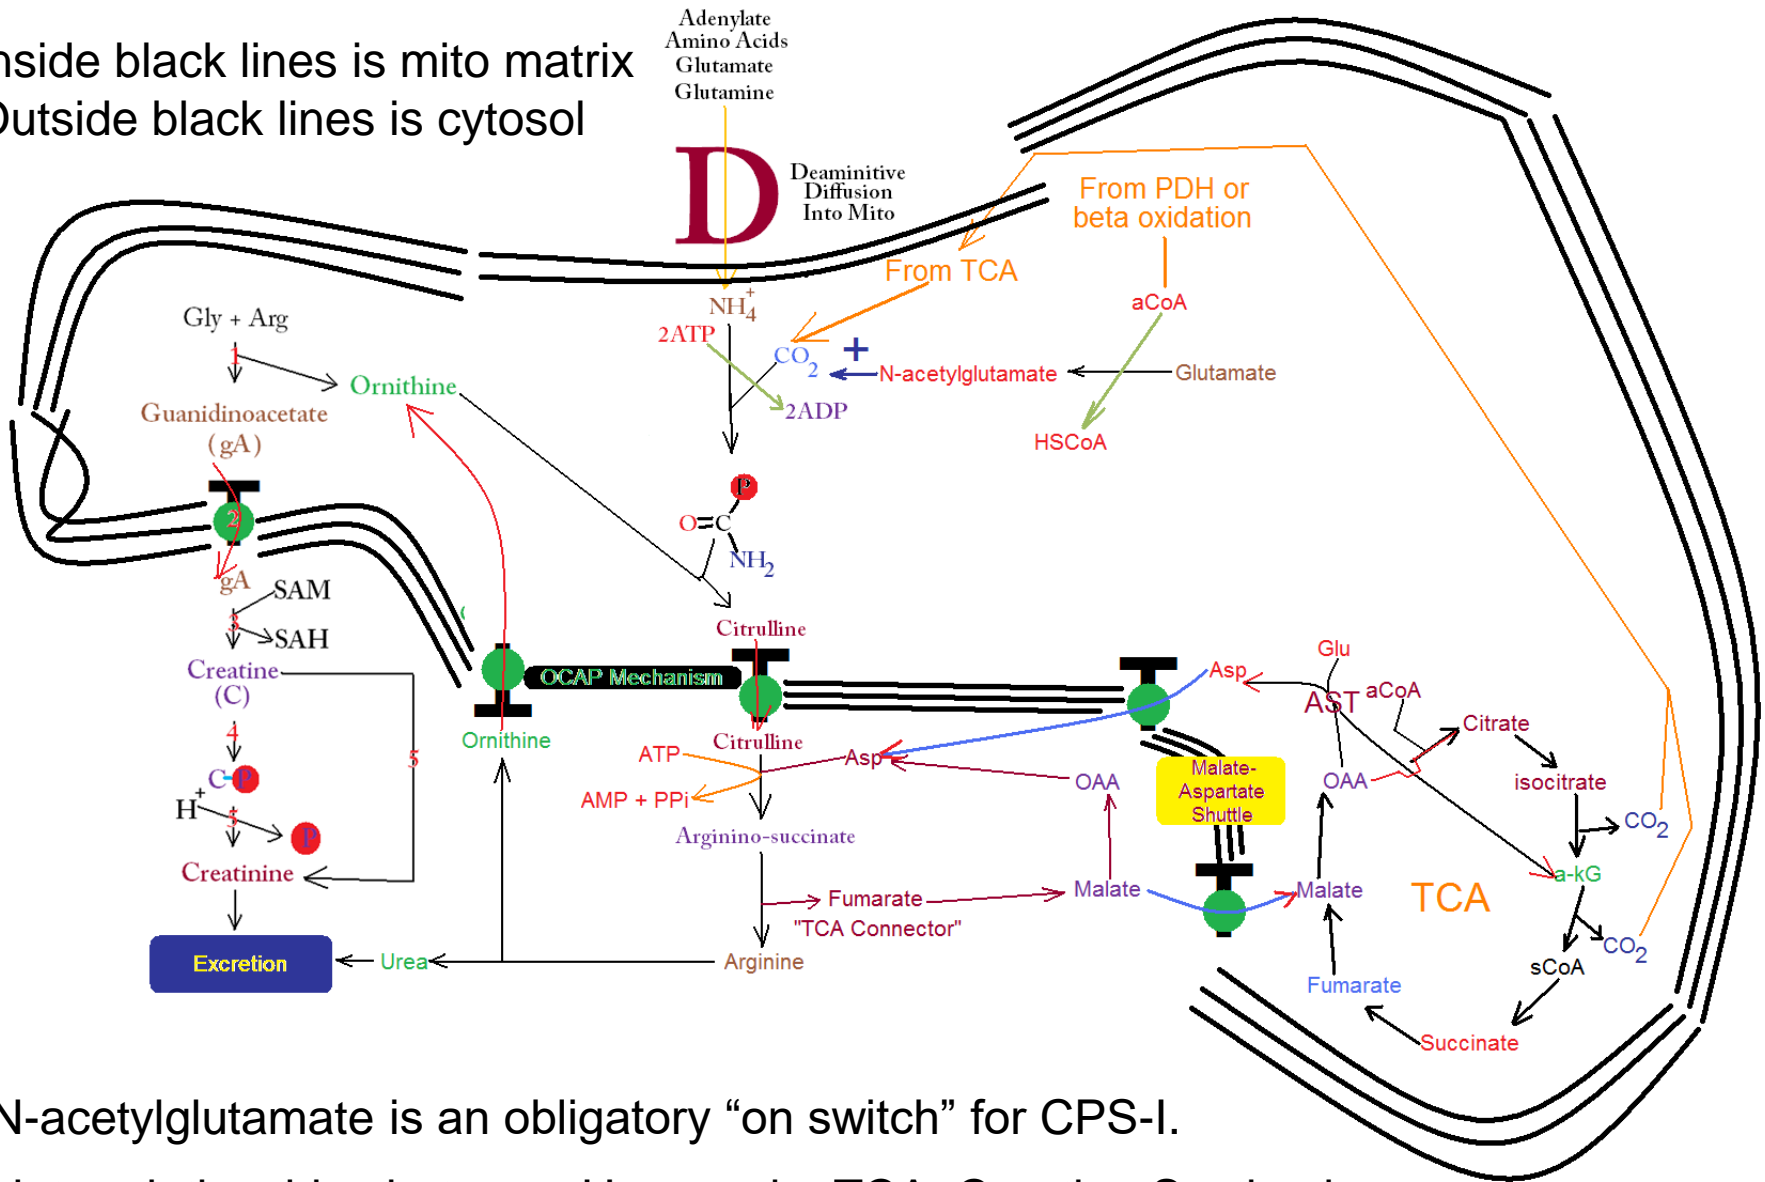 nside black lines is mito matrix
Outside black lines is cytosol
Adenylate
Amino Acids
Glutamate
Glutamine
D
Deaminitive
Diffusion
Into Mito
From PDH or
beta oxidation
From TCA
NH4+
2ATP
CO2
+
N-acetylglutamate
Glutamate
aCoA
HSCoA
2ADP
Gly + Arg
1
Ornithine
Guanidinoacetate
(gA)
2
gA
SAM
3
SAH
Creatine
(C)
4
5
C-P
H+
5
P
Creatinine
Excretion
Urea
P
O=C
NH2
Citrulline
OCAP Mechanism
Ornithine
Citrulline
ATP
Asp
AMP + PPi
Arginino-succinate
Fumarate
"TCA Connector"
Arginine
OAA
Malate
Malate-
Aspartate
Shuttle
Asp
Glu
AST
aCoA
Citrate
OAA
isocitrate
CO2
a-kG
Malate
TCA
CO2
sCoA
Fumarate
Succinate
N-acetylglutamate is an obligatory “on switch” for CPS-I.